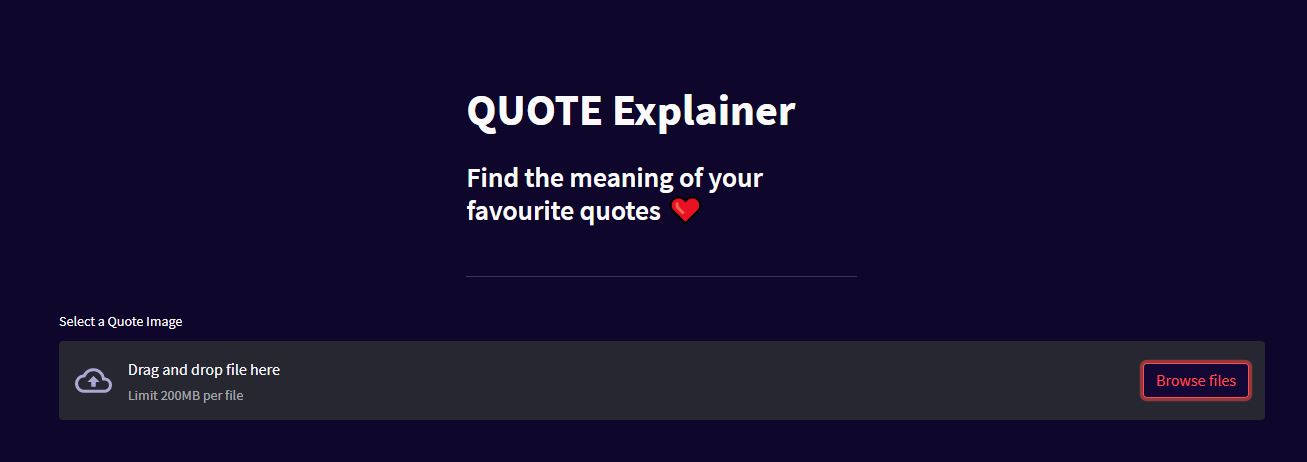 QUOTE Explainer
Find the meaning of your
favourite quotes ❤️
Select a Quote Image
Drag and drop file here
Limit 200MB per file
Browse files